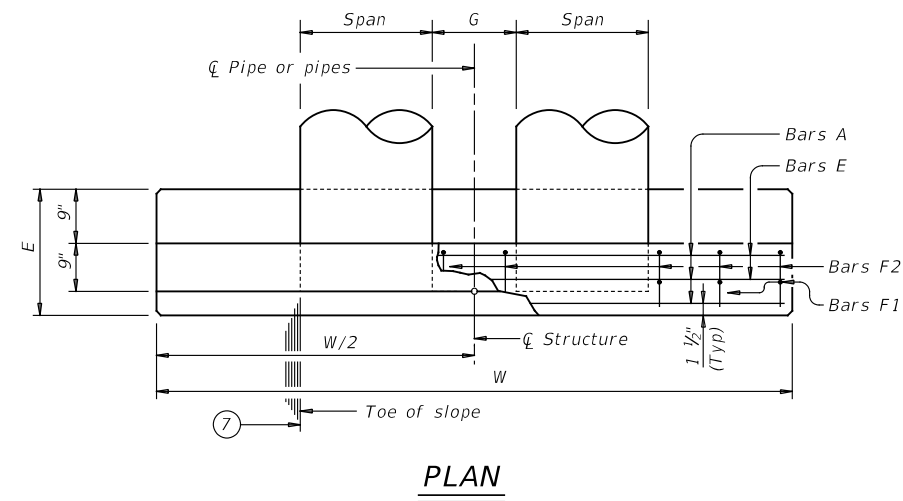 Span
G
Span
℄ Pipe or pipes
Bars A
Bars E
9"
E
9"
Bars F2
Bars F1
1 ½"
(Typ)
℄ Structure
W/2
W
Toe of slope
7
PLAN